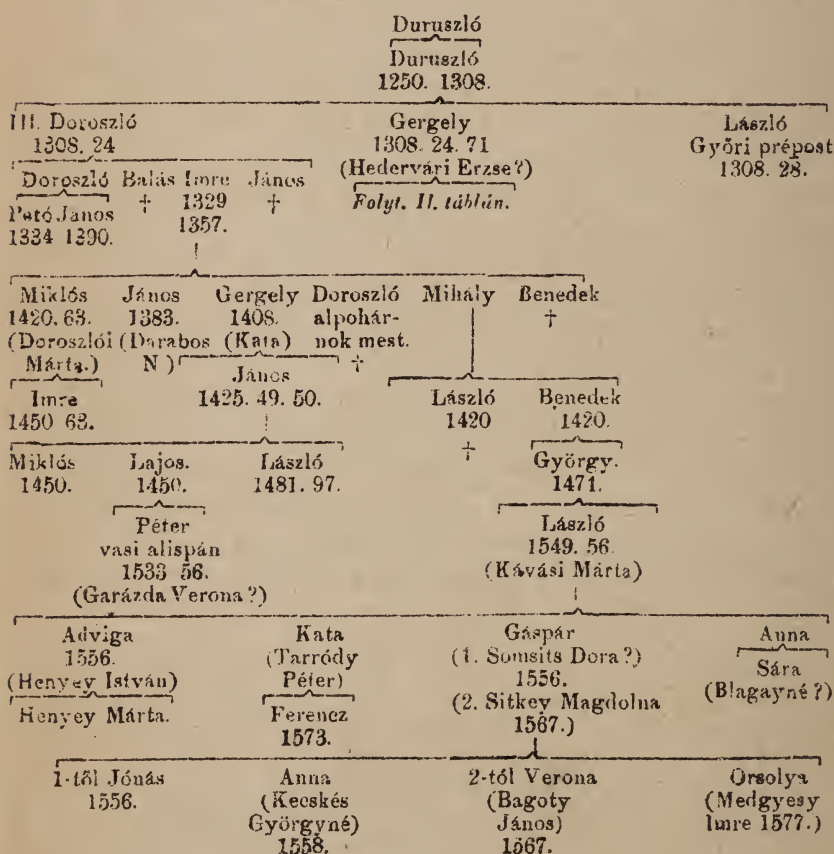 Duruszló
Duruszló
1250. 1308.
III. Doroszló Gergely László
1308. 24 1308. 24. 71 Győri prépost
(Hedervári Erzse?) 1308. 28.
Doroszló Balás Imre János Folyt. II. táblán.
† 1329 †
Pető János 1357.
1334 1390.
Miklós János Gergely Doroszló Mihály Benedek
1420. 63. 1383. 1408. alpohár- †
(Doroszlói (Darabos (Kata) nok mest.
Márta.) N) János †
Imre 1425. 49. 50. László Benedek
1450 63. 1420 1420.
Miklós Lajos. László † György.
1450. 1450. 1481. 97. 1471.
Péter László
vasi alispán 1549. 56.
1533 56. (Kávási Márta)
(Garázda Verona?)
Adviga Kata Gáspár Anna
1556. (Tarródy (1. Somsits Dora?) Sára
(Henyey István) Péter) 1556. (Blagayné?)
Henyey Márta. Ferencz (2. Sitkey Magdolna
1573. 1567.)
1-től Jónás Anna 2-tól Verona Orsolya
1556. (Kecskés (Bagoty (Medgyesy
Györgyné) János) Imre 1577.)
1558. 1567.